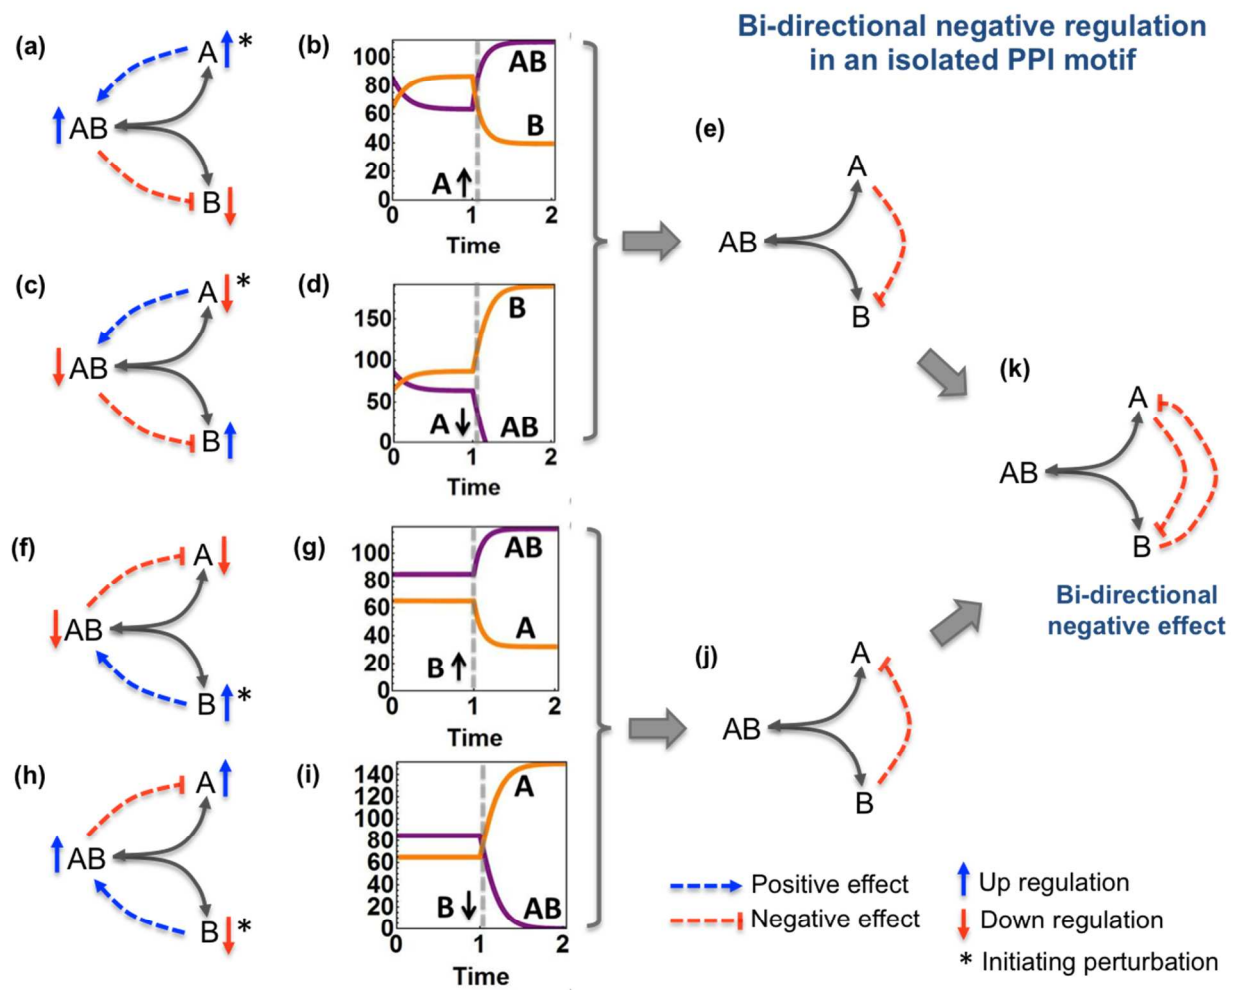 Bi-directional negative regulation
in an isolated PPI motif
(a)
A
*
AB
B
(b)
100
80
60
40
20
0
AB
B
A
0 1 2
Time
(c)
A
*
AB
B
(d)
150
100
50
0
B
A
AB
0 1 2
Time
(e)
A
AB
B
(f)
A
AB
B
*
(g)
100
80
60
40
20
0
AB
A
B
0 1 2
Time
(h)
A
AB
B
*
(i)
140
120
100
80
60
40
20
0
A
B
AB
0 1 2
Time
(j)
A
AB
B
(k)
A
AB
B
Bi-directional
negative effect
Positive effect
Negative effect
Up regulation
Down regulation
* Initiating perturbation